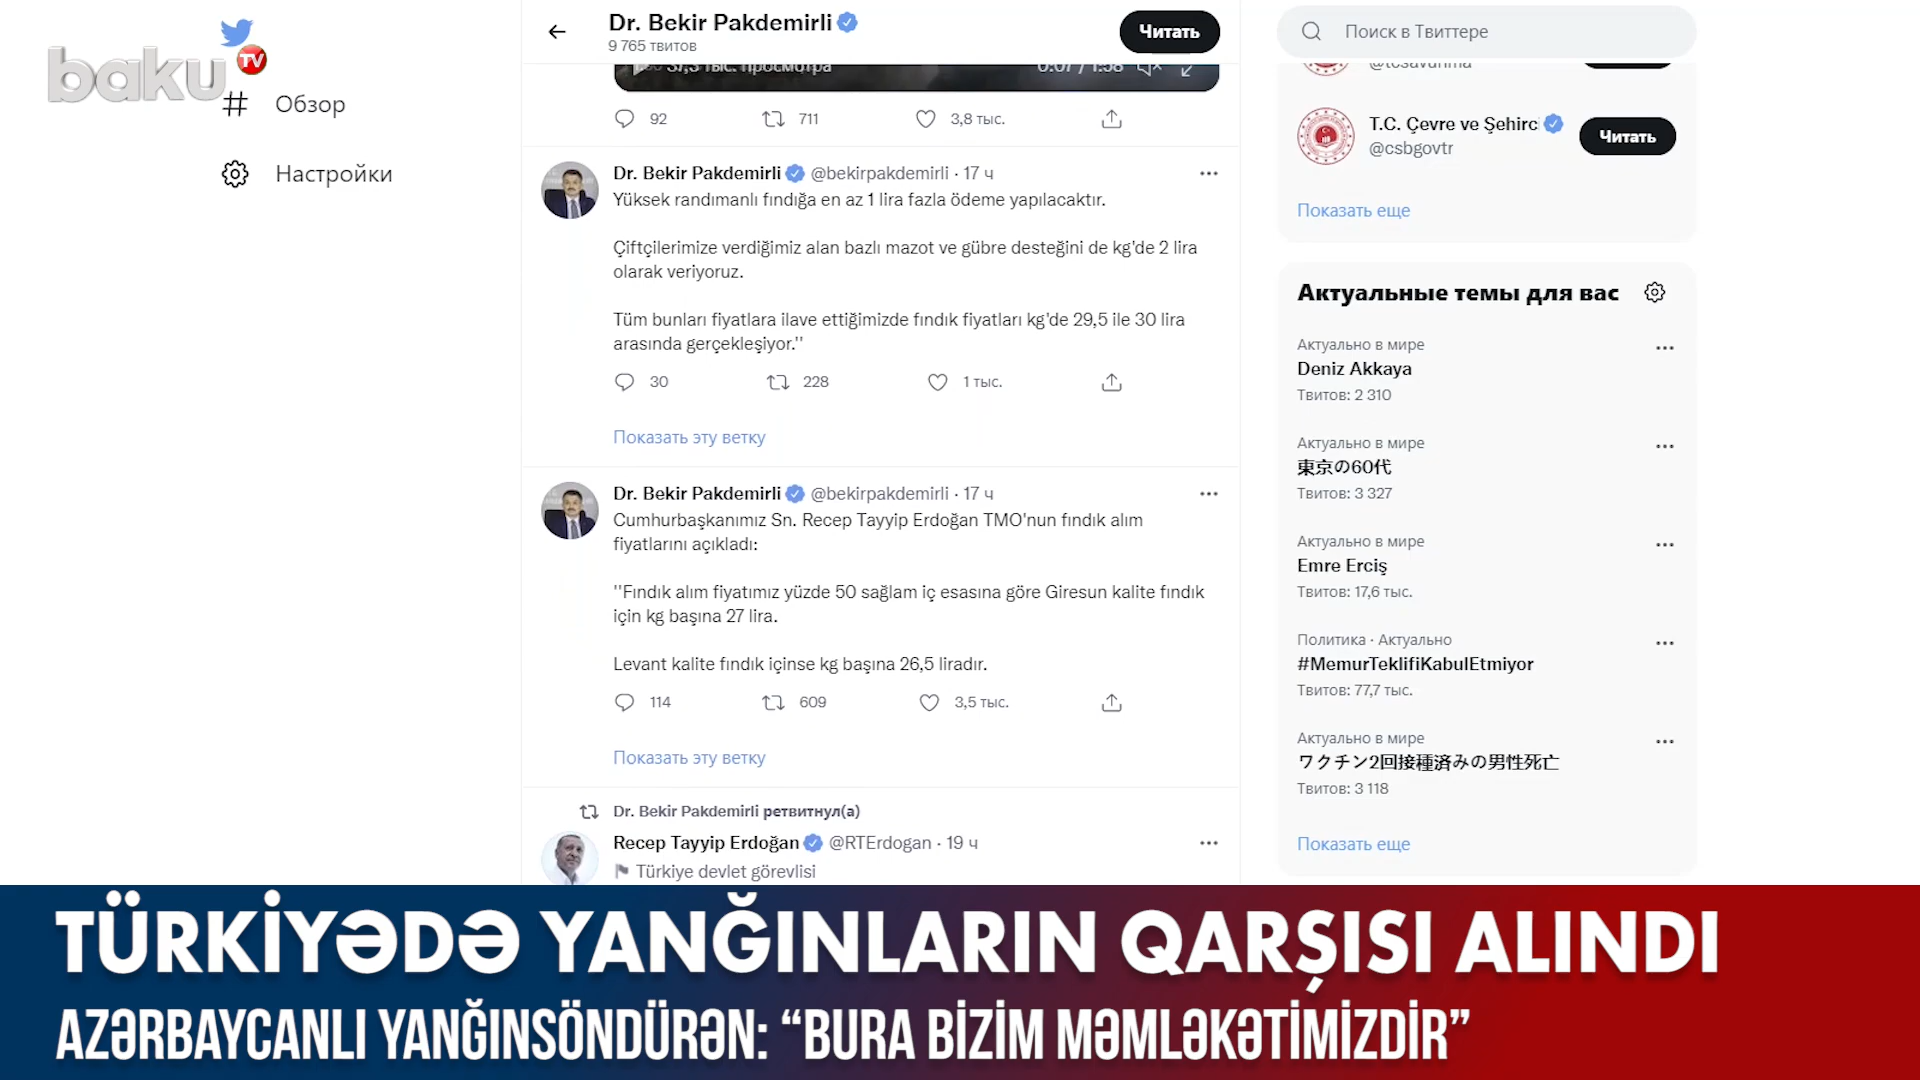 baku TV
Обзор
Настройки
Dr. Bekir Pakdemirli
9 765 твитов
Читать
37,3 тыс. просмотра
0:07 / 1:58
92 711 3,8 тыс.
Dr. Bekir Pakdemirli @bekirpakdemirli · 17 ч
Yüksek randımanlı fındığa en az 1 lira fazla ödeme yapılacaktır.
Çiftçilerimize verdiğimiz alan bazlı mazot ve gübre desteğini de kg'de 2 lira
olarak veriyoruz.
Tüm bunları fiyatlara ilave ettiğimizde fındık fiyatları kg'de 29,5 ile 30 lira
arasında gerçekleşiyor.''
30 228 1 тыс.
Показать эту ветку
Dr. Bekir Pakdemirli @bekirpakdemirli · 17 ч
Cumhurbaşkanımız Sn. Recep Tayyip Erdoğan TMO'nun fındık alım
fiyatlarını açıkladı:
''Fındık alım fiyatımız yüzde 50 sağlam iç esasına göre Giresun kalite fındık
için kg başına 27 lira.
Levant kalite fındık içinse kg başına 26,5 liradır.
114 609 3,5 тыс.
Показать эту ветку
Dr. Bekir Pakdemirli ретвитнул(а)
Recep Tayyip Erdoğan @RTErdogan · 19 ч
Türkiye devlet görevlisi
Поиск в Твиттере
@tcsavunma
T.C. Çevre ve Şehirc
@csbgovtr
Читать
Показать еще
Актуальные темы для вас
Актуально в мире
Deniz Akkaya
Твитов: 2 310
Актуально в мире
東京の60代
Твитов: 3 327
Актуально в мире
Emre Erciş
Твитов: 17,6 тыс.
Политика · Актуально
#MemurTeklifiKabulEtmiyor
Твитов: 77,7 тыс.
Актуально в мире
ワクチン2回接種済みの男性死亡
Твитов: 3 118
Показать еще
TÜRKİYƏDƏ YANĞINLARIN QARŞISI ALINDI
AZƏRBAYCANLI YANĞINSÖNDÜRƏN: “BURA BİZİM MƏMLƏKƏTİMİZDİR”